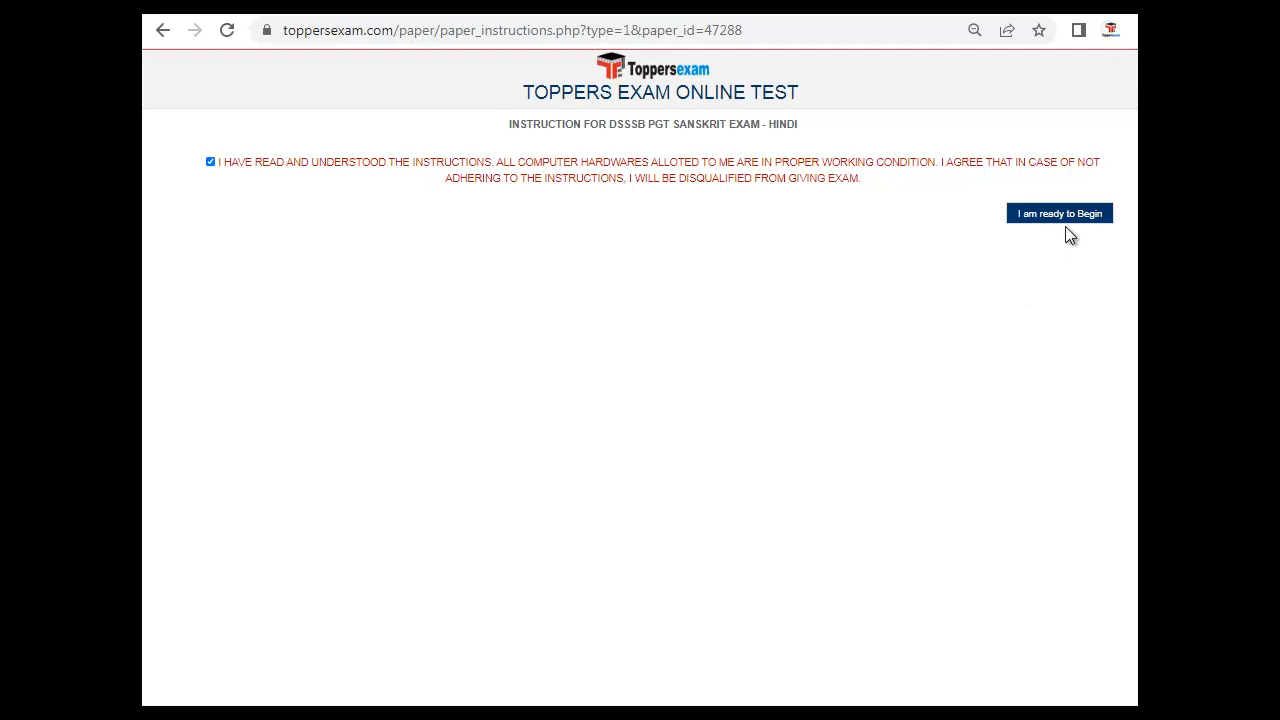 toppersexam.com/paper/paper_instructions.php?type=1&paper_id=47288
Toppersexam
TOPPERS EXAM ONLINE TEST
INSTRUCTION FOR DSSSB PGT SANSKRIT EXAM - HINDI
I HAVE READ AND UNDERSTOOD THE INSTRUCTIONS. ALL COMPUTER HARDWARES ALLOTED TO ME ARE IN PROPER WORKING CONDITION. I AGREE THAT IN CASE OF NOT
ADHERING TO THE INSTRUCTIONS, I WILL BE DISQUALIFIED FROM GIVING EXAM.
I am ready to Begin